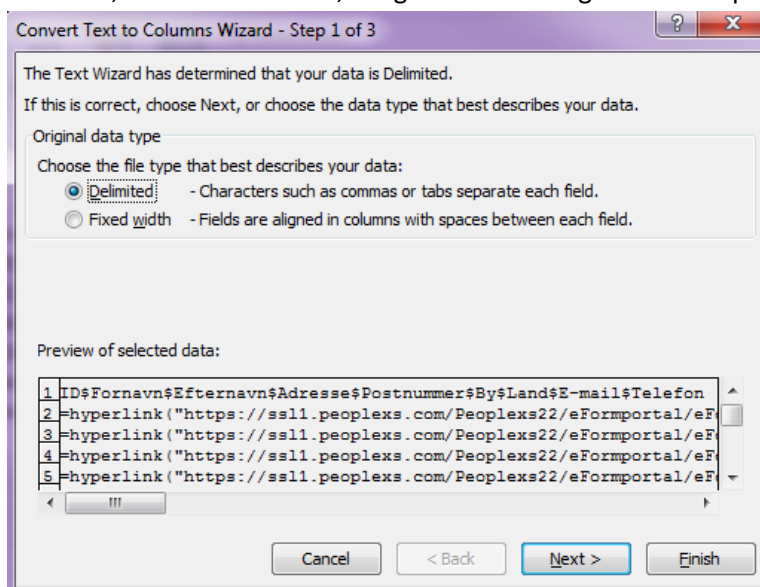 Convert Text to Columns Wizard - Step 1 of 3
The Text Wizard has determined that your data is Delimited.
If this is correct, choose Next, or choose the data type that best describes your data.
Original data type
Choose the file type that best describes your data:
Delimited - Characters such as commas or tabs separate each field.
Fixed width - Fields are aligned in columns with spaces between each field.
Preview of selected data:
1 ID$Fornavn$Efternavn$Adresse$Postnummer$By$Land$E-mail$Telefon
2 =hyperlink("https://ssl1.peoplexs.com/Peoplexs22/eFormportal/eF
3 =hyperlink("https://ssl1.peoplexs.com/Peoplexs22/eFormportal/eF
4 =hyperlink("https://ssl1.peoplexs.com/Peoplexs22/eFormportal/eF
5 =hyperlink("https://ssl1.peoplexs.com/Peoplexs22/eFormportal/eF
Cancel < Back Next > Finish